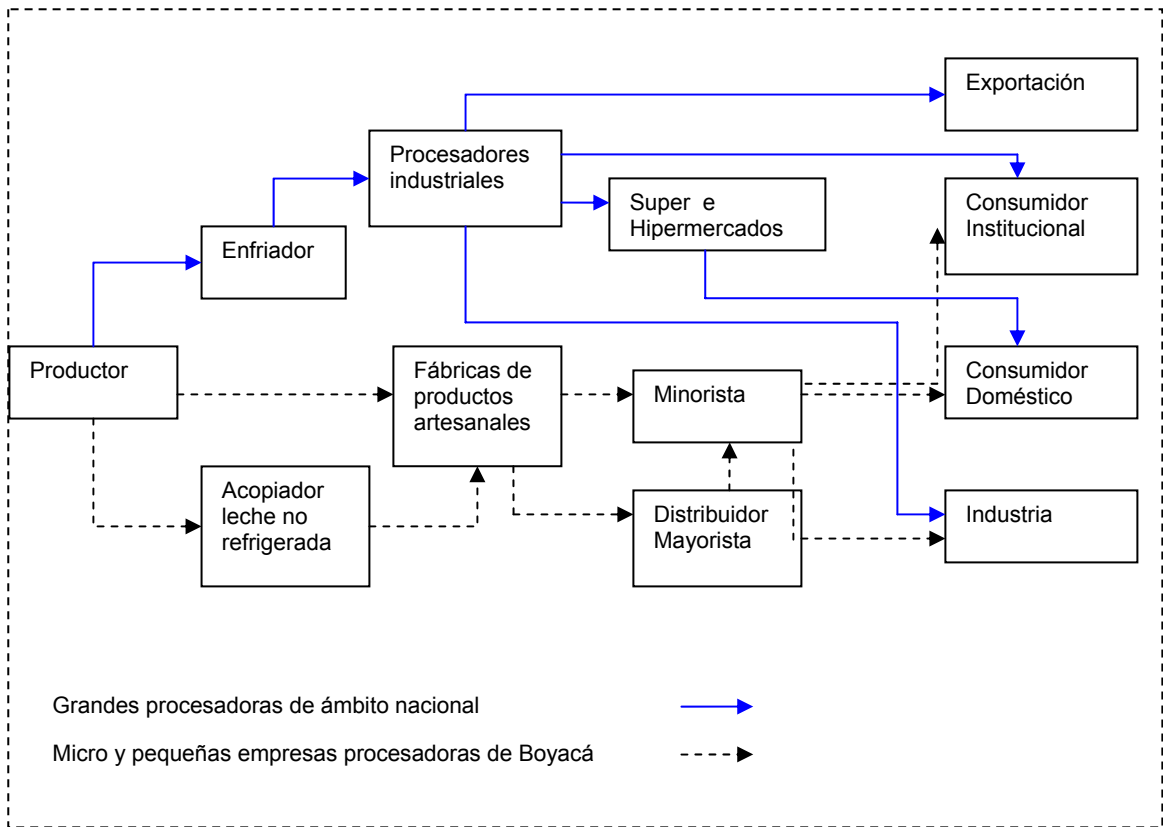 Exportación
Procesadores
industriales
Super e
Hipermercados
Consumidor
Institucional
Enfriador
Productor
Fábricas de
productos
artesanales
Minorista
Consumidor
Doméstico
Acopiador
leche no
refrigerada
Distribuidor
Mayorista
Industria
Grandes procesadoras de ámbito nacional
Micro y pequeñas empresas procesadoras de Boyacá